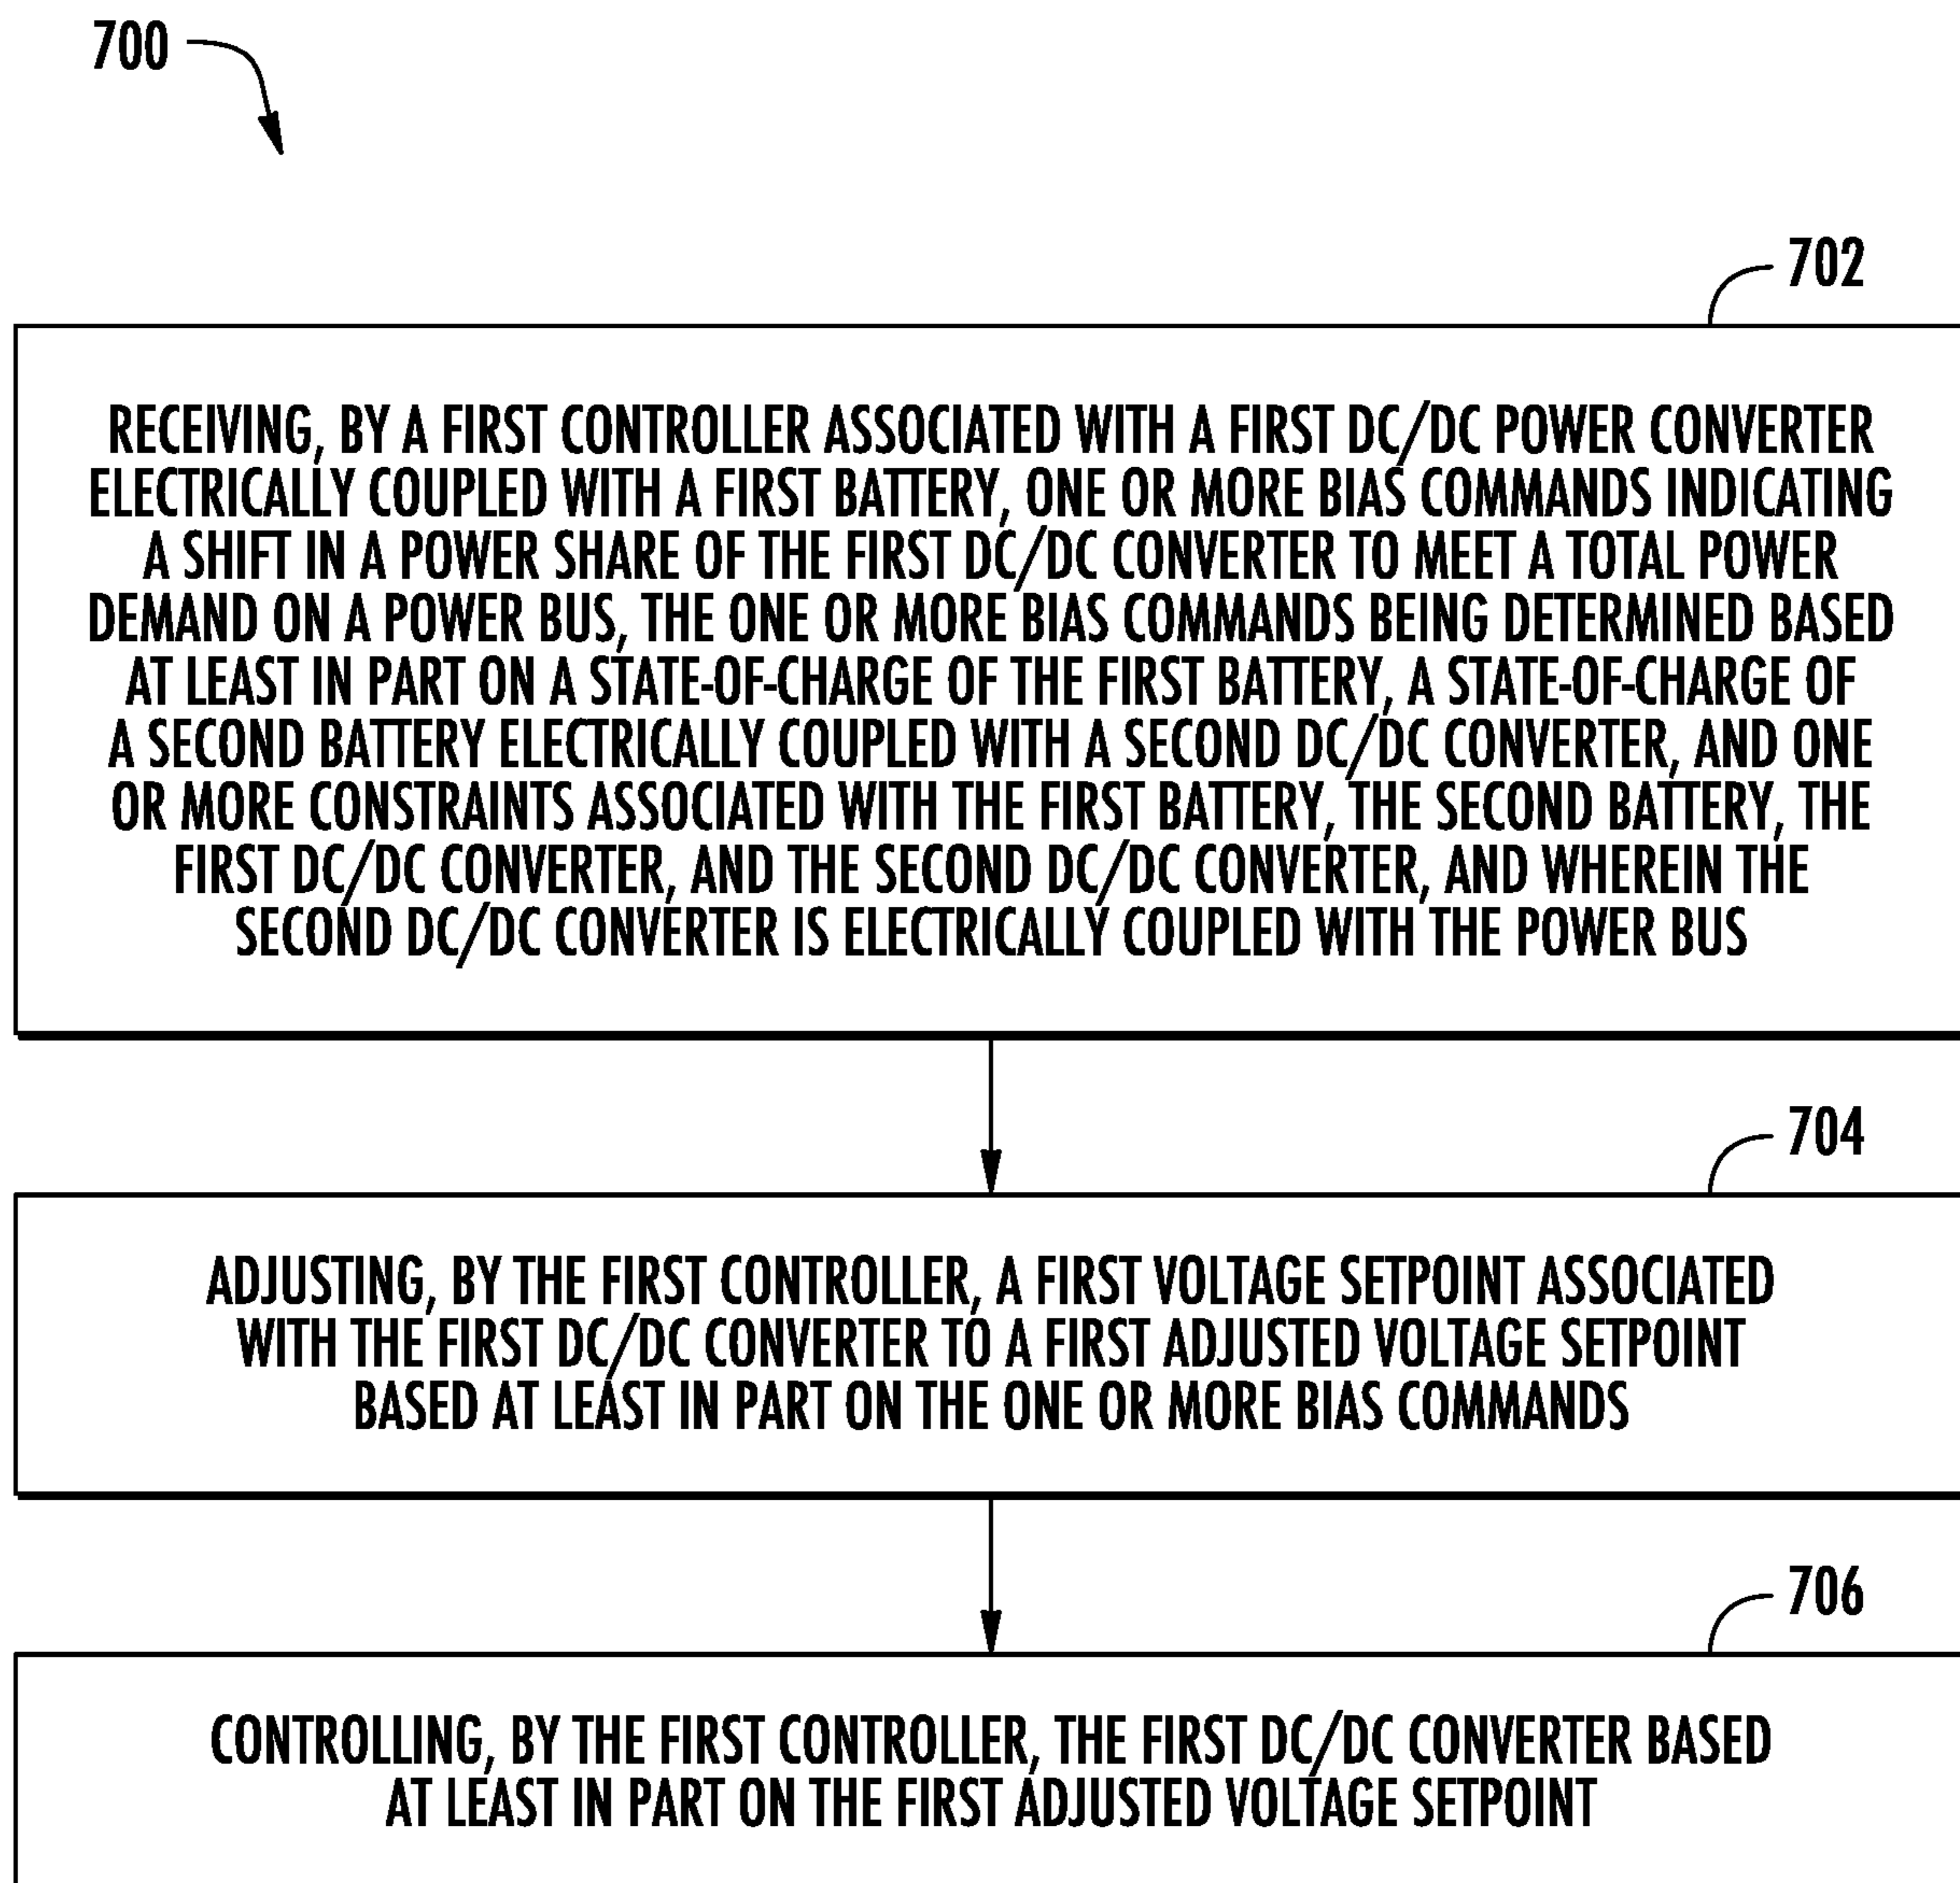 700
702
RECEIVING, BY A FIRST CONTROLLER ASSOCIATED WITH A FIRST DC/DC POWER CONVERTER
ELECTRICALLY COUPLED WITH A FIRST BATTERY, ONE OR MORE BIAS COMMANDS INDICATING
A SHIFT IN A POWER SHARE OF THE FIRST DC/DC CONVERTER TO MEET A TOTAL POWER
DEMAND ON A POWER BUS, THE ONE OR MORE BIAS COMMANDS BEING DETERMINED BASED
AT LEAST IN PART ON A STATE-OF-CHARGE OF THE FIRST BATTERY, A STATE-OF-CHARGE OF
A SECOND BATTERY ELECTRICALLY COUPLED WITH A SECOND DC/DC CONVERTER, AND ONE
OR MORE CONSTRAINTS ASSOCIATED WITH THE FIRST BATTERY, THE SECOND BATTERY, THE
FIRST DC/DC CONVERTER, AND THE SECOND DC/DC CONVERTER, AND WHEREIN THE
SECOND DC/DC CONVERTER IS ELECTRICALLY COUPLED WITH THE POWER BUS
704
ADJUSTING, BY THE FIRST CONTROLLER, A FIRST VOLTAGE SETPOINT ASSOCIATED
WITH THE FIRST DC/DC CONVERTER TO A FIRST ADJUSTED VOLTAGE SETPOINT
BASED AT LEAST IN PART ON THE ONE OR MORE BIAS COMMANDS
706
CONTROLLING, BY THE FIRST CONTROLLER, THE FIRST DC/DC CONVERTER BASED
AT LEAST IN PART ON THE FIRST ADJUSTED VOLTAGE SETPOINT